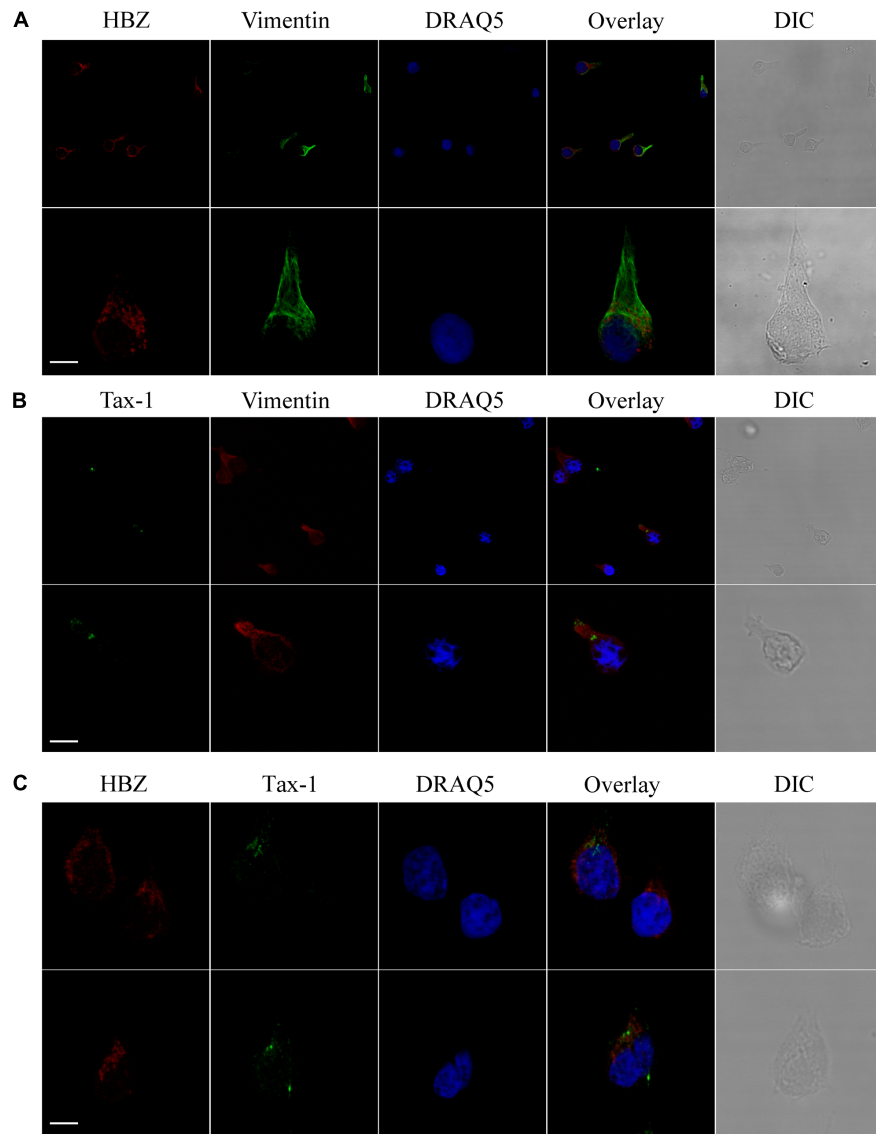 A
HBZ Vimentin DRAQ5 Overlay DIC
B
Tax-1 Vimentin DRAQ5 Overlay DIC
C
HBZ Tax-1 DRAQ5 Overlay DIC